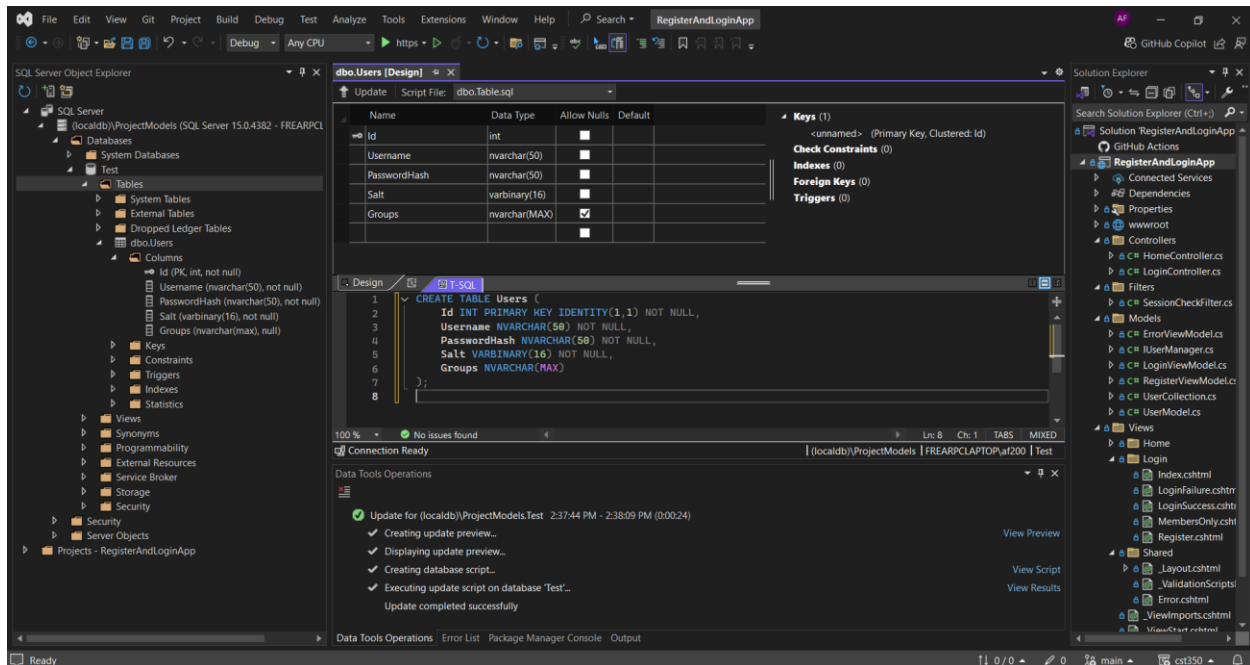 File Edit View Git Project Build Debug Test Analyze Tools Extensions Window Help Search RegisterAndLoginApp AF
Debug Any CPU https GitHub Copilot
SQL Server Object Explorer
SQL Server
(localdb)\ProjectModels (SQL Server 15.0.4382 - FREARPCL
Databases
System Databases
Test
Tables
System Tables
External Tables
Dropped Ledger Tables
dbo.Users
Columns
Id (PK, int, not null)
Username (nvarchar(50), not null)
PasswordHash (nvarchar(50), not null)
Salt (varbinary(16), not null)
Groups (nvarchar(max), null)
Keys
Constraints
Triggers
Indexes
Statistics
Views
Synonyms
Programmability
External Resources
Service Broker
Storage
Security
Security
Server Objects
Projects - RegisterAndLoginApp
dbo.Users [Design]
Update Script File: dbo.Table.sql
Name Data Type Allow Nulls Default
Id int
Username nvarchar(50)
PasswordHash nvarchar(50)
Salt varbinary(16)
Groups nvarchar(MAX)
Keys (1)
<unnamed> (Primary Key, Clustered: Id)
Check Constraints (0)
Indexes (0)
Foreign Keys (0)
Triggers (0)
Design T-SQL
1 CREATE TABLE Users (
2 Id INT PRIMARY KEY IDENTITY(1,1) NOT NULL,
3 Username NVARCHAR(50) NOT NULL,
4 PasswordHash NVARCHAR(50) NOT NULL,
5 Salt VARBINARY(16) NOT NULL,
6 Groups NVARCHAR(MAX)
7 );
8
100 % No issues found Ln: 8 Ch: 1 TABS MIXED
Connection Ready (localdb)\ProjectModels FREARPCLAPTOP\af200 Test
Data Tools Operations
Update for (localdb)\ProjectModels.Test 2:37:44 PM - 2:38:09 PM (0:00:24)
Creating update preview... View Preview
Displaying update preview...
Creating database script... View Script
Executing update script on database 'Test'... View Results
Update completed successfully
Data Tools Operations Error List Package Manager Console Output
Solution Explorer
Search Solution Explorer (Ctrl+;)
Solution 'RegisterAndLoginApp
GitHub Actions
RegisterAndLoginApp
Connected Services
Dependencies
Properties
wwwroot
Controllers
C# HomeController.cs
C# LoginController.cs
Filters
C# SessionCheckFilter.cs
Models
C# ErrorViewModel.cs
C# IUserManager.cs
C# LoginViewModel.cs
C# RegisterViewModel.cs
C# UserCollection.cs
C# UserModel.cs
Views
Home
Login
Index.cshtml
LoginFailure.cshtm
LoginSuccess.cshtm
MembersOnly.csht
Register.cshtml
Shared
_Layout.cshtml
_ValidationScripts
Error.cshtml
_ViewImports.cshtml
_ViewStart.cshtml
Ready 0/0 0 main cst350